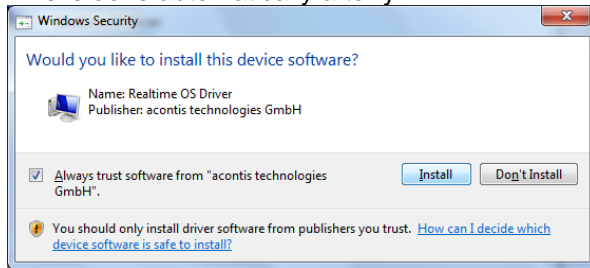 Windows Security
Would you like to install this device software?
Name: Realtime OS Driver
Publisher: acontis technologies GmbH
Always trust software from "acontis technologies
GmbH".
Install
Don't Install
You should only install driver software from publishers you trust. How can I decide which
device software is safe to install?